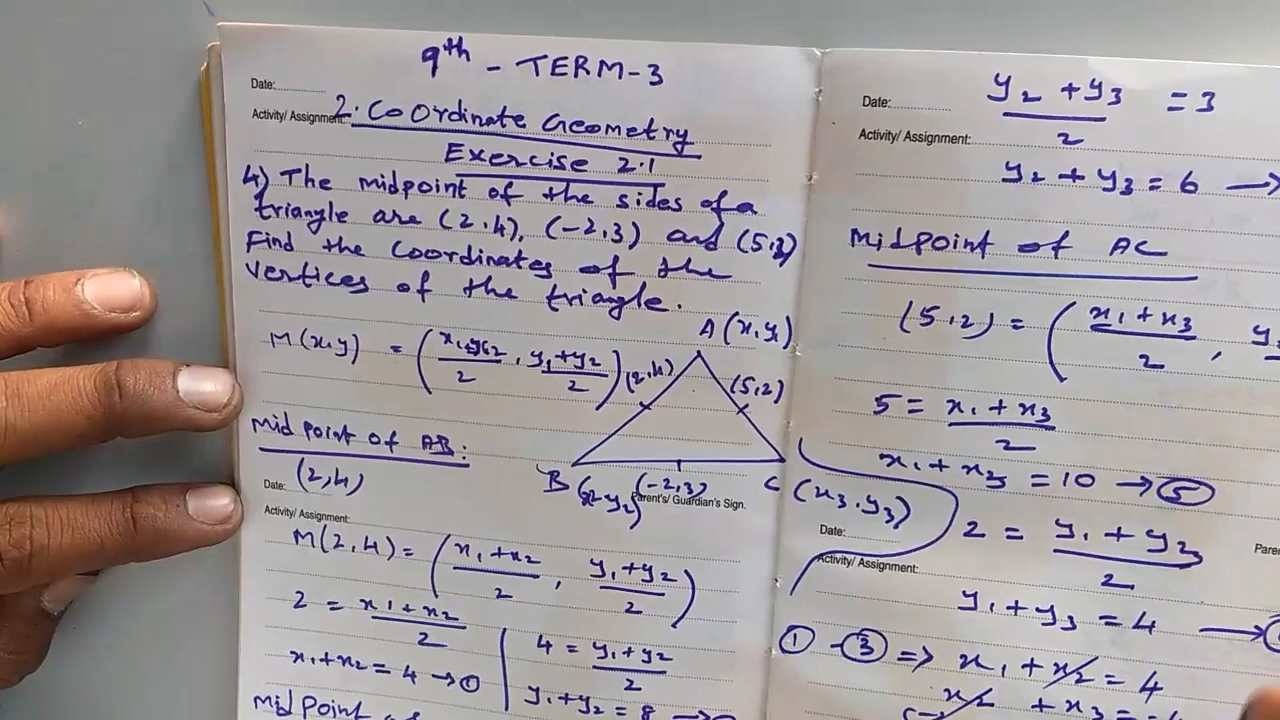 9th - TERM-3
Date:
Activity/ Assignment: 2. Coordinate Geometry
Exercise 2.1
4) The midpoint of the sides of a
triangle are (2,4), (-2,3) and (5,2)
Find the coordinates of the
vertices of the triangle.
A (x, y1)
M(x,y) = ( /2 , y1+y2/2 )
(2,4)
(5,2)
Mid point of AB:
B
(-2,3)
C (x3, y3)
Date: (2,4)
Parent's/ Guardian's Sign.
Activity/ Assignment:
M(2,4) = ( x1+x2/2 , y1+y2/2 )
2 = x1+x2/2
4 = y1+y2/2
x1+x2 = 4 → ①
y1+y2 = 8 →
Mid Point of
y2+y3/2 = 3
Date:
Activity/ Assignment:
y2+y3 = 6 →
Midpoint of AC
(5,2) = ( x1+x3/2 ,
5 = x1+x3/2
x1+x3 = 10 → ⑤
Date:
2 = y1+y3/2
Activity/ Assignment:
y1+y3 = 4 →
① - ③ => x1+x2 = 4
x2 + x3 =